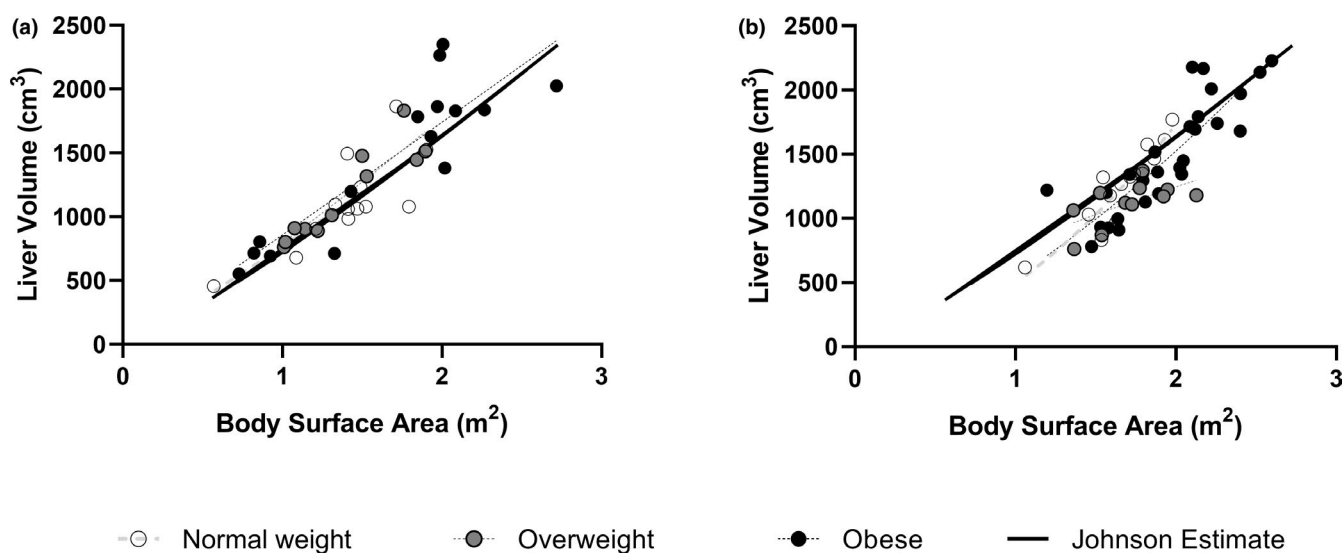 (a)
2500
2000
1500
1000
500
0
Liver Volume (cm³)
0 1 2 3
Body Surface Area (m²)
(b)
2500
2000
1500
1000
500
0
Liver Volume (cm³)
0 1 2 3
Body Surface Area (m²)
Normal weight Overweight Obese Johnson Estimate